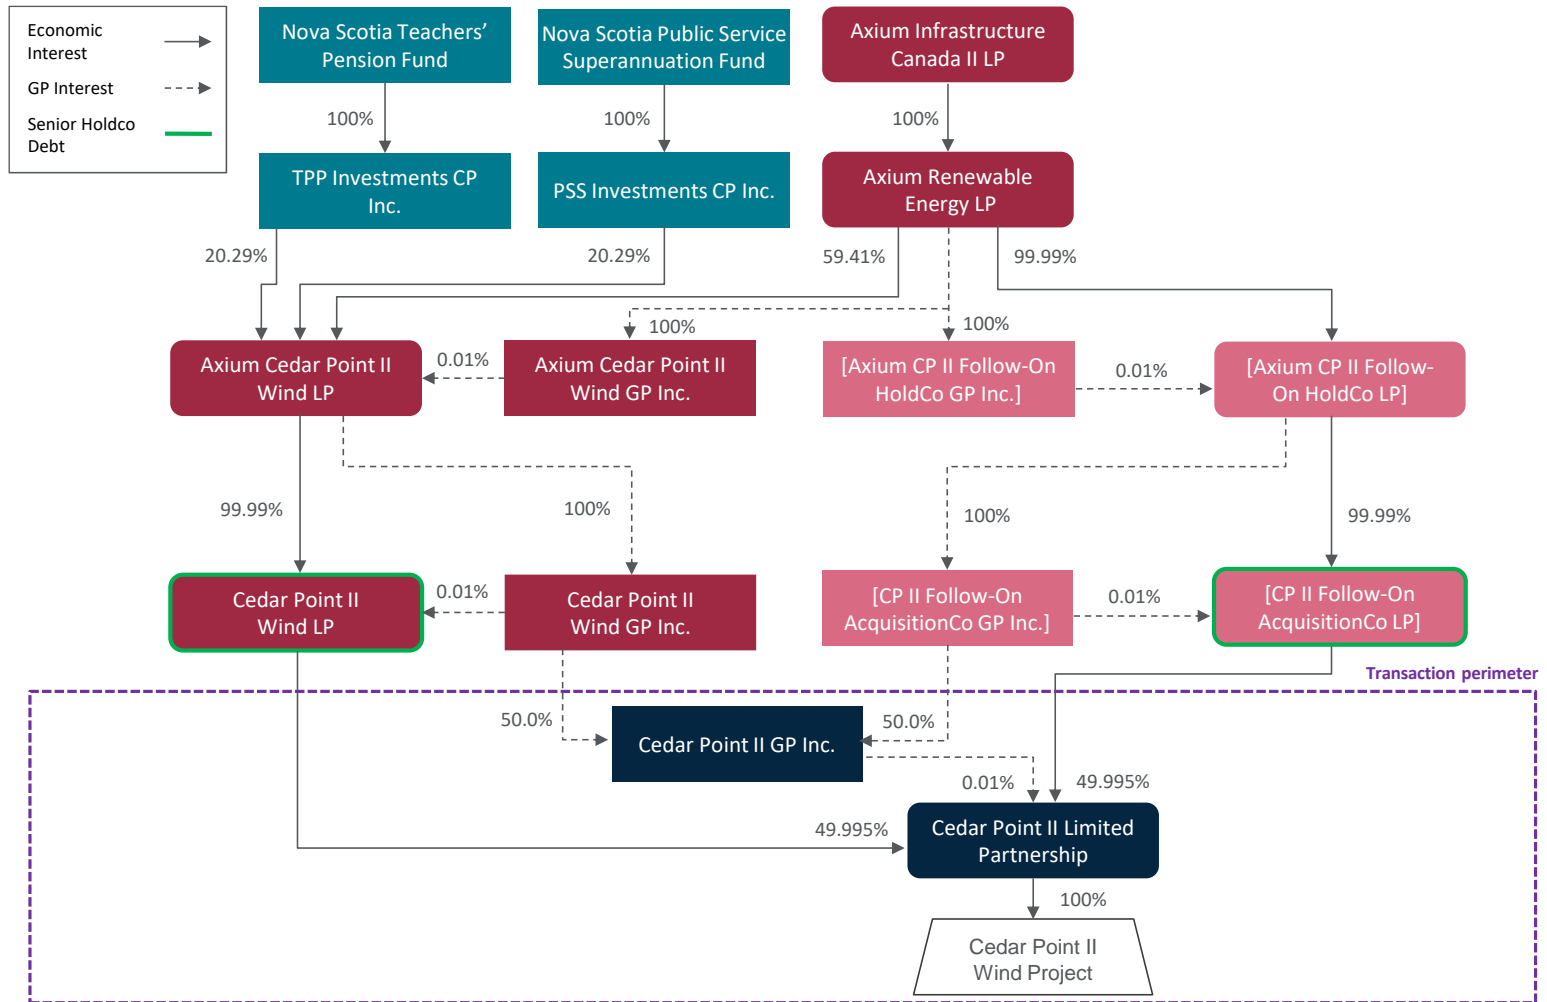 Economic
Interest
GP Interest
Senior Holdco
Debt
Nova Scotia Teachers'
Pension Fund
Nova Scotia Public Service
Superannuation Fund
Axium Infrastructure
Canada II LP
100%
100%
100%
TPP Investments CP
Inc.
PSS Investments CP Inc.
Axium Renewable
Energy LP
20.29%
20.29%
59.41%
99.99%
100%
100%
Axium Cedar Point II
Wind LP
0.01%
Axium Cedar Point II
Wind GP Inc.
[Axium CP II Follow-On
HoldCo GP Inc.]
0.01%
[Axium CP II Follow-
On HoldCo LP]
99.99%
100%
100%
99.99%
Cedar Point II
Wind LP
0.01%
Cedar Point II
Wind GP Inc.
[CP II Follow-On
AcquisitionCo GP Inc.]
0.01%
[CP II Follow-On
AcquisitionCo LP]
Transaction perimeter
50.0%
Cedar Point II GP Inc.
50.0%
0.01%
49.995%
49.995%
Cedar Point II Limited
Partnership
100%
Cedar Point II
Wind Project